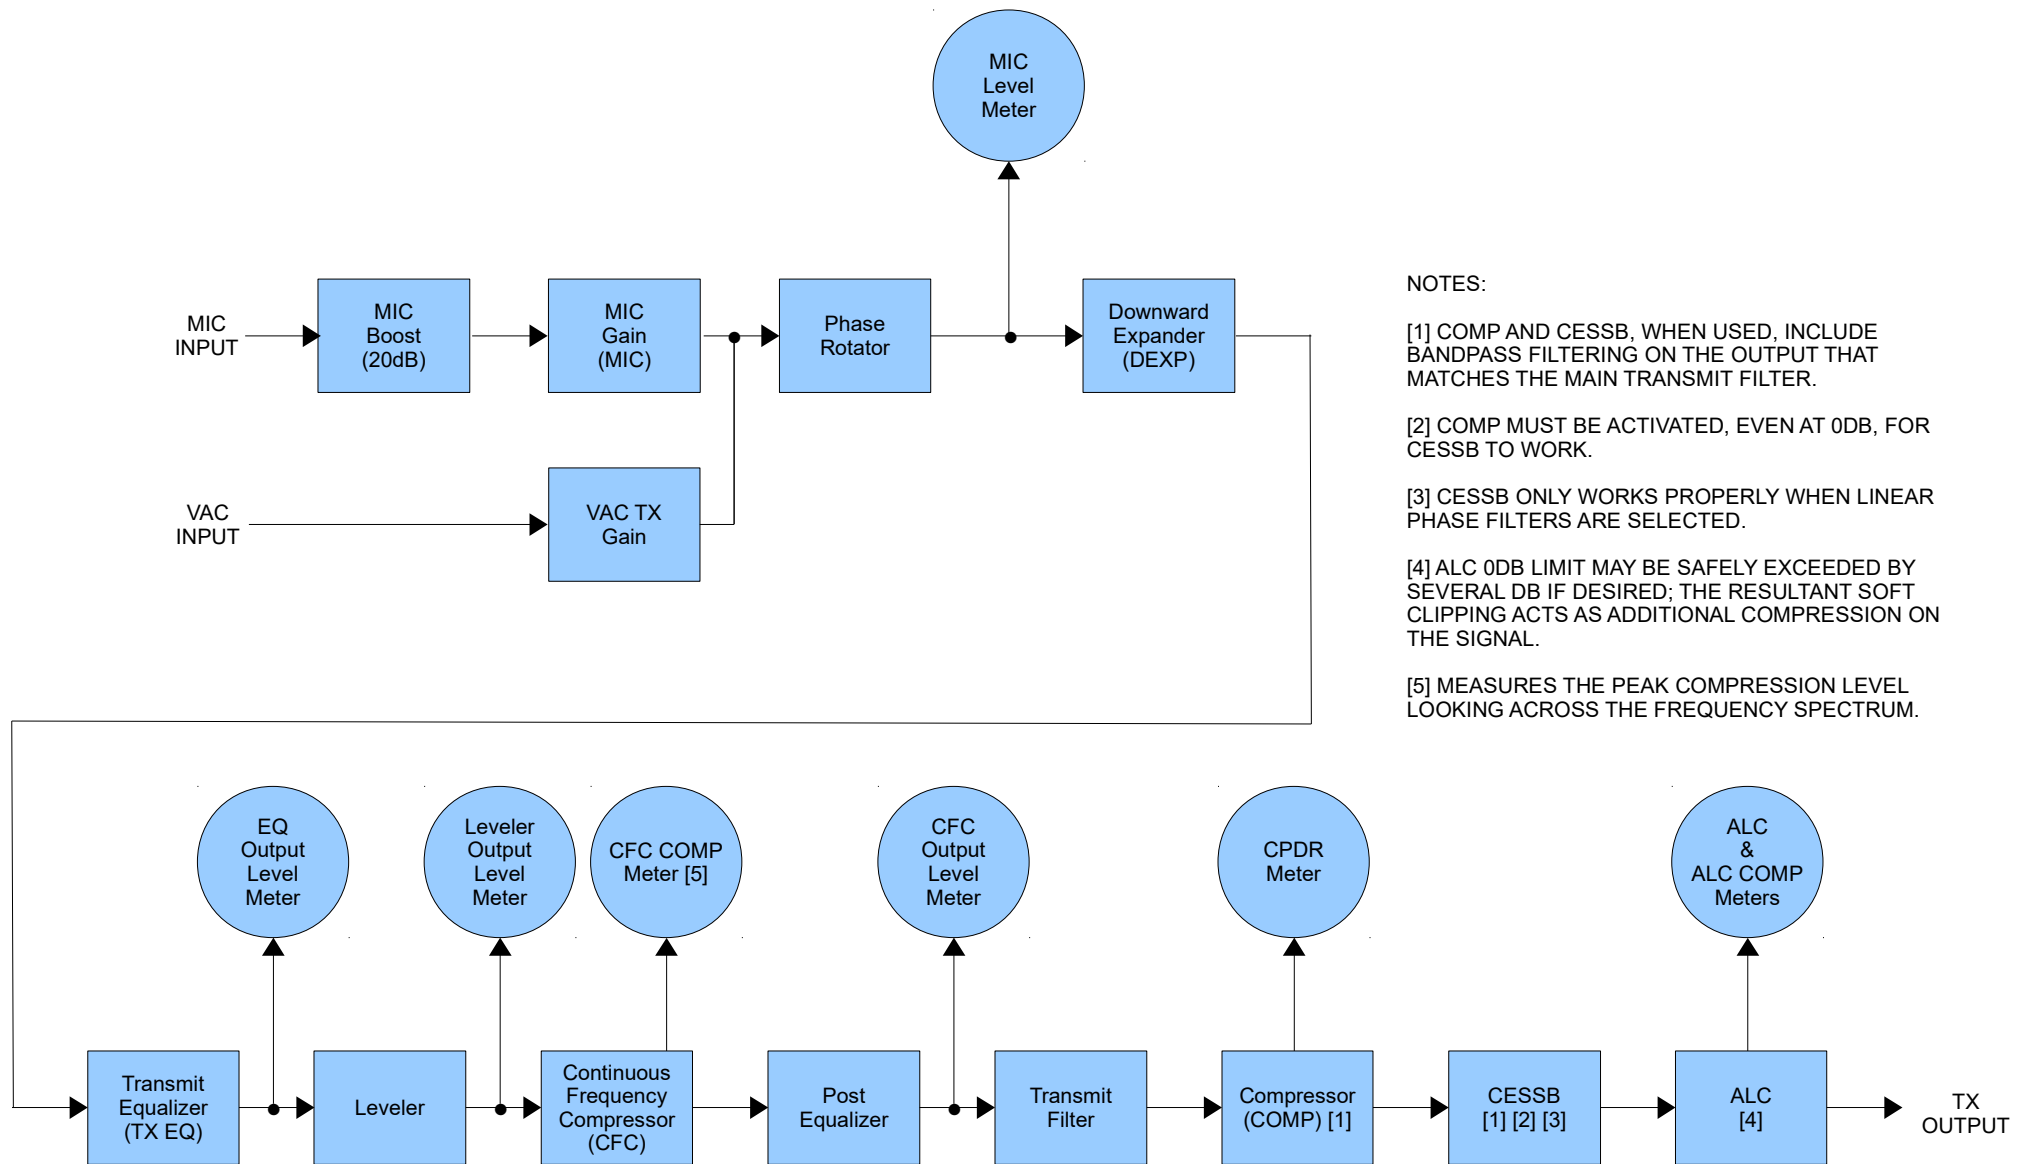 MIC
Level
Meter
MIC
INPUT
MIC
Boost
(20dB)
MIC
Gain
(MIC)
Phase
Rotator
Downward
Expander
(DEXP)
VAC
INPUT
VAC TX
Gain
NOTES:
[1] COMP AND CESSB, WHEN USED, INCLUDE
BANDPASS FILTERING ON THE OUTPUT THAT
MATCHES THE MAIN TRANSMIT FILTER.
[2] COMP MUST BE ACTIVATED, EVEN AT 0DB, FOR
CESSB TO WORK.
[3] CESSB ONLY WORKS PROPERLY WHEN LINEAR
PHASE FILTERS ARE SELECTED.
[4] ALC 0DB LIMIT MAY BE SAFELY EXCEEDED BY
SEVERAL DB IF DESIRED; THE RESULTANT SOFT
CLIPPING ACTS AS ADDITIONAL COMPRESSION ON
THE SIGNAL.
[5] MEASURES THE PEAK COMPRESSION LEVEL
LOOKING ACROSS THE FREQUENCY SPECTRUM.
EQ
Output
Level
Meter
Leveler
Output
Level
Meter
CFC COMP
Meter [5]
CFC
Output
Level
Meter
CPDR
Meter
ALC
&
ALC COMP
Meters
Transmit
Equalizer
(TX EQ)
Leveler
Continuous
Frequency
Compressor
(CFC)
Post
Equalizer
Transmit
Filter
Compressor
(COMP) [1]
CESSB
[1] [2] [3]
ALC
[4]
TX
OUTPUT